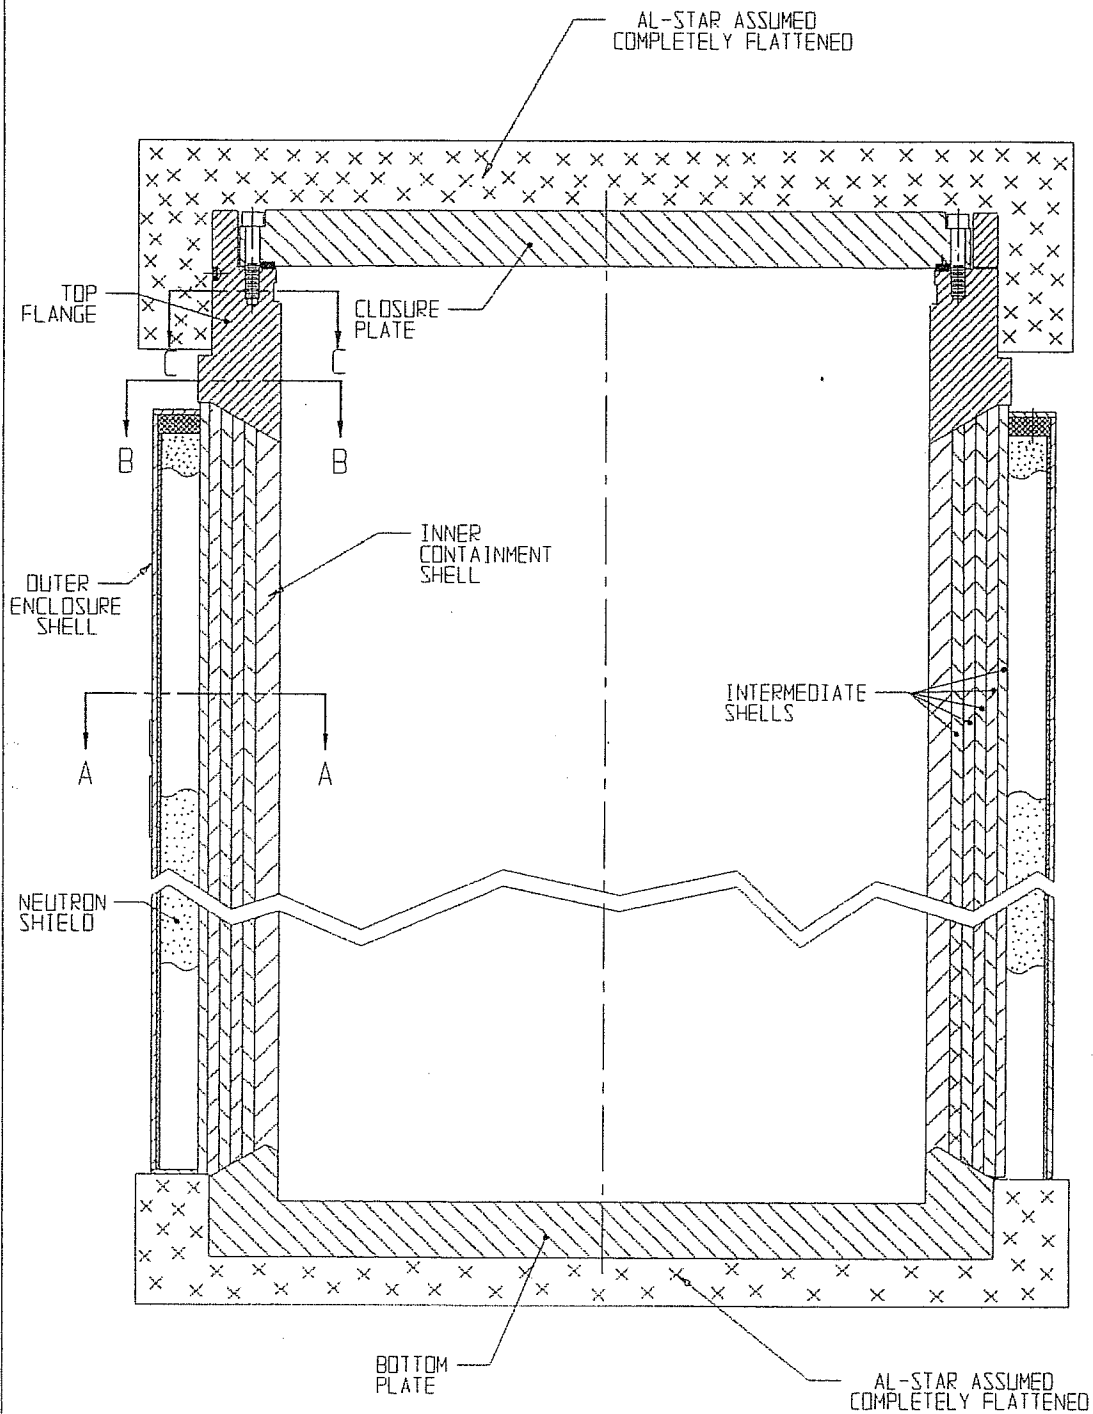 AL-STAR ASSUMED
COMPLETELY FLATTENED
TOP
FLANGE
CLOSURE
PLATE
C
C
B
B
INNER
CONTAINMENT
SHELL
OUTER
ENCLOSURE
SHELL
INTERMEDIATE
SHELLS
A
A
NEUTRON
SHIELD
BOTTOM
PLATE
AL-STAR ASSUMED
COMPLETELY FLATTENED